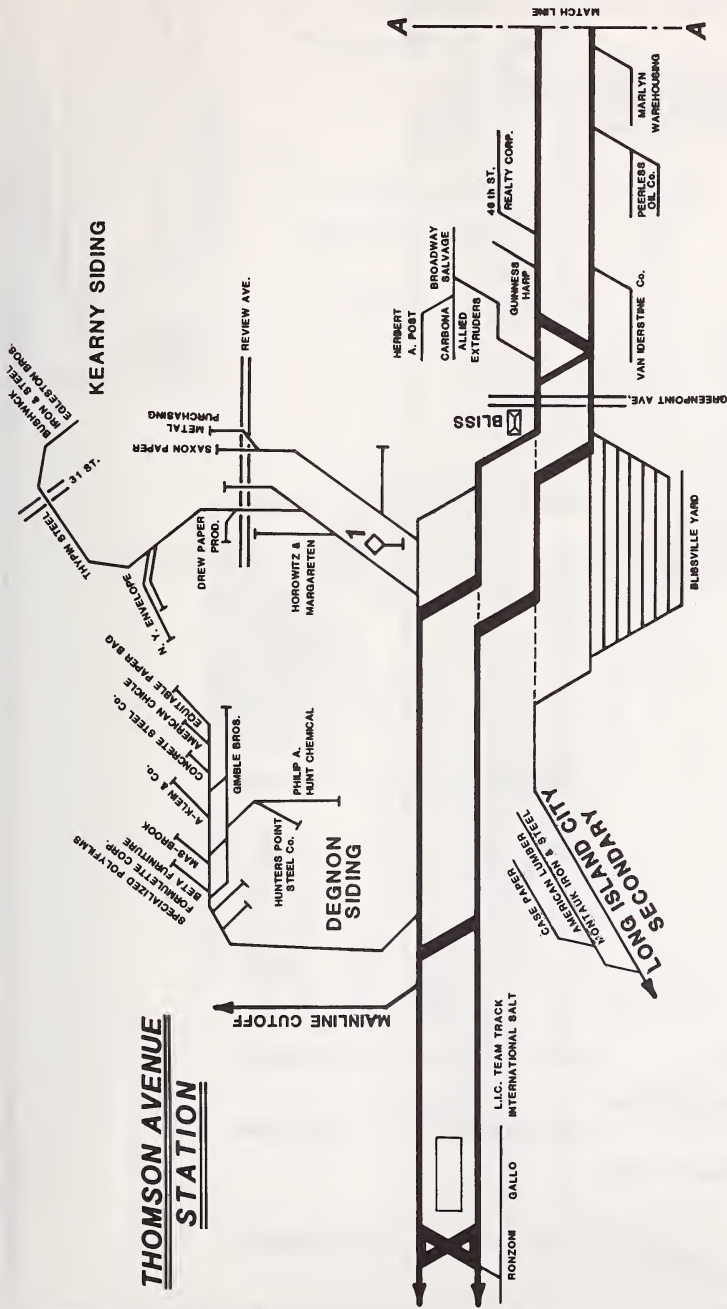 THOMSON AVENUE
STATION
MAINLINE CUTOFF
DEGNON
SIDING
SPECIALIZED POLYFILMS
FORMULETTE CORP.
BETA FURNITURE
MAS-BROOK
A-KLEIN & Co.
CONCRETE STEEL Co.
AMERICAN CHICLE
EQUITABLE PAPER BAG
GIMBLE BROS.
HUNTERS POINT
STEEL Co.
PHILIP A.
HUNT CHEMICAL
KEARNY SIDING
N. Y. ENVELOPE
THYPIN STEEL
31 ST.
BUSHWICK
IRON & STEEL
EGLESTON BROS.
DREW PAPER
PROD.
HOROWITZ &
MARGARETEN
SAXON PAPER
METAL
PURCHASING
REVIEW AVE.
1
BLISS
HERBERT
A. POST
CARBONA
ALLIED
EXTRUDERS
BROADWAY
SALVAGE
GUINNESS
HARP
46 th ST.
REALTY CORP.
A
MATCH LINE
A
RONZONI
GALLO
L.I.C. TEAM TRACK
INTERNATIONAL SALT
CASE PAPER
AMERICAN LUMBER
MONTAUK IRON & STEEL
LONG ISLAND CITY
SECONDARY
BLISSVILLE YARD
GREENPOINT AVE.
VAN IDERSTINE Co.
PEERLESS
OIL Co.
MARLYN
WAREHOUSING